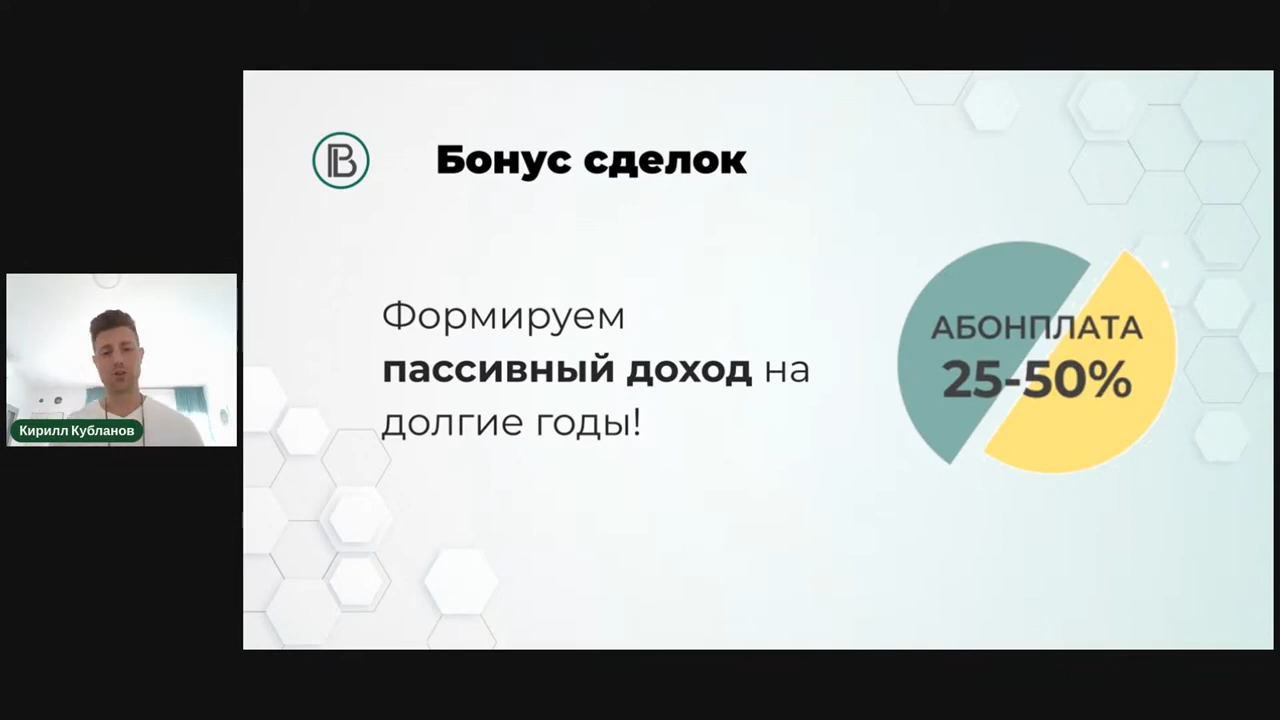 Бонус сделок
Формируем
пассивный доход на
долгие годы!
АБОНПЛАТА
25-50%
Кирилл Кубланов